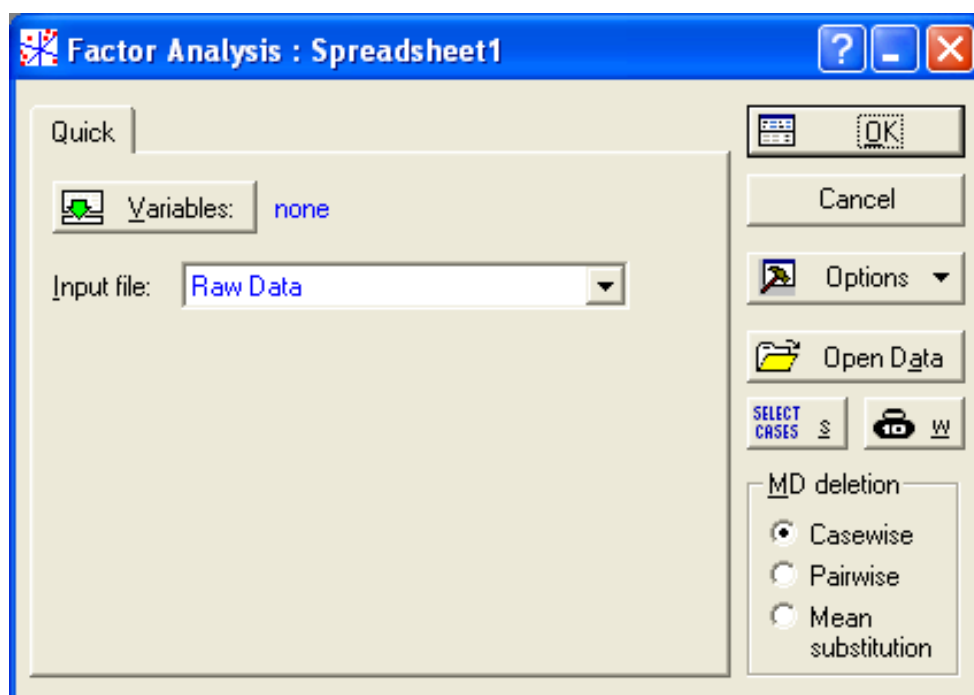 Factor Analysis : Spreadsheet1
?
Quick
OK
Variables: none
Cancel
Input file: Raw Data
Options
Open Data
SELECT
CASES S
10 W
MD deletion
Casewise
Pairwise
Mean
substitution